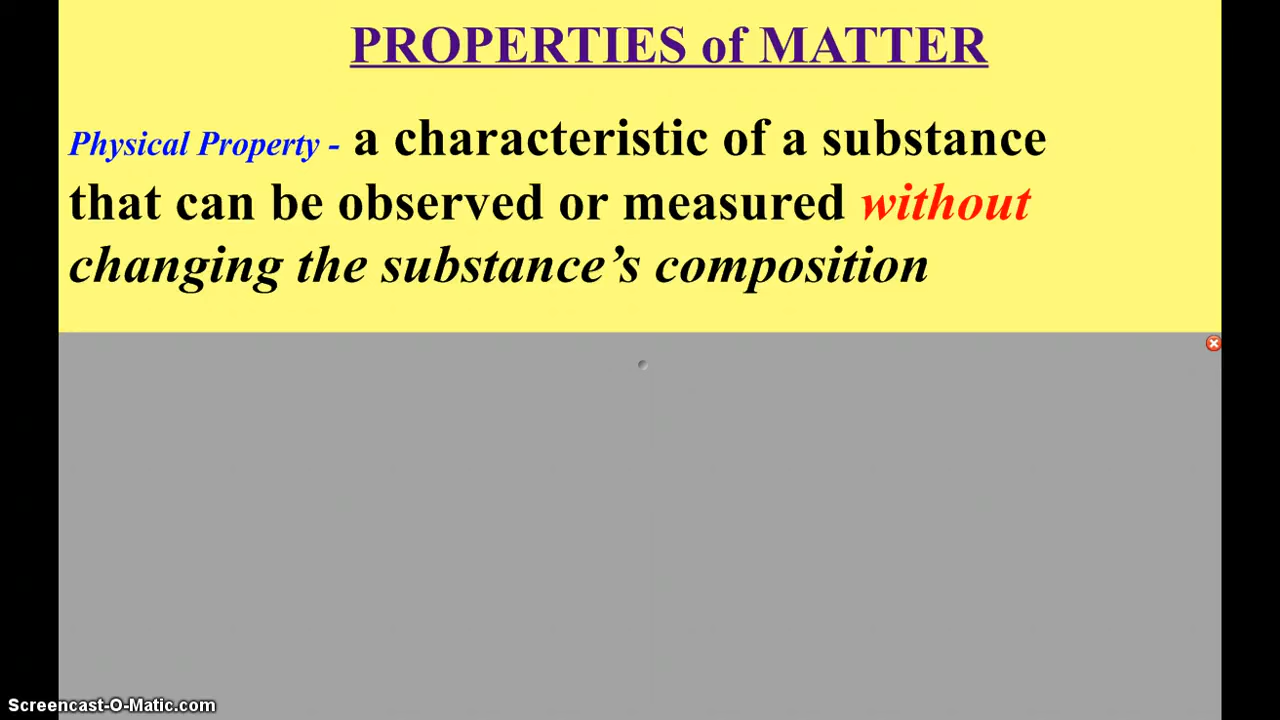 PROPERTIES of MATTER
Physical Property - a characteristic of a substance
that can be observed or measured without
changing the substance’s composition
Screencast-O-Matic.com